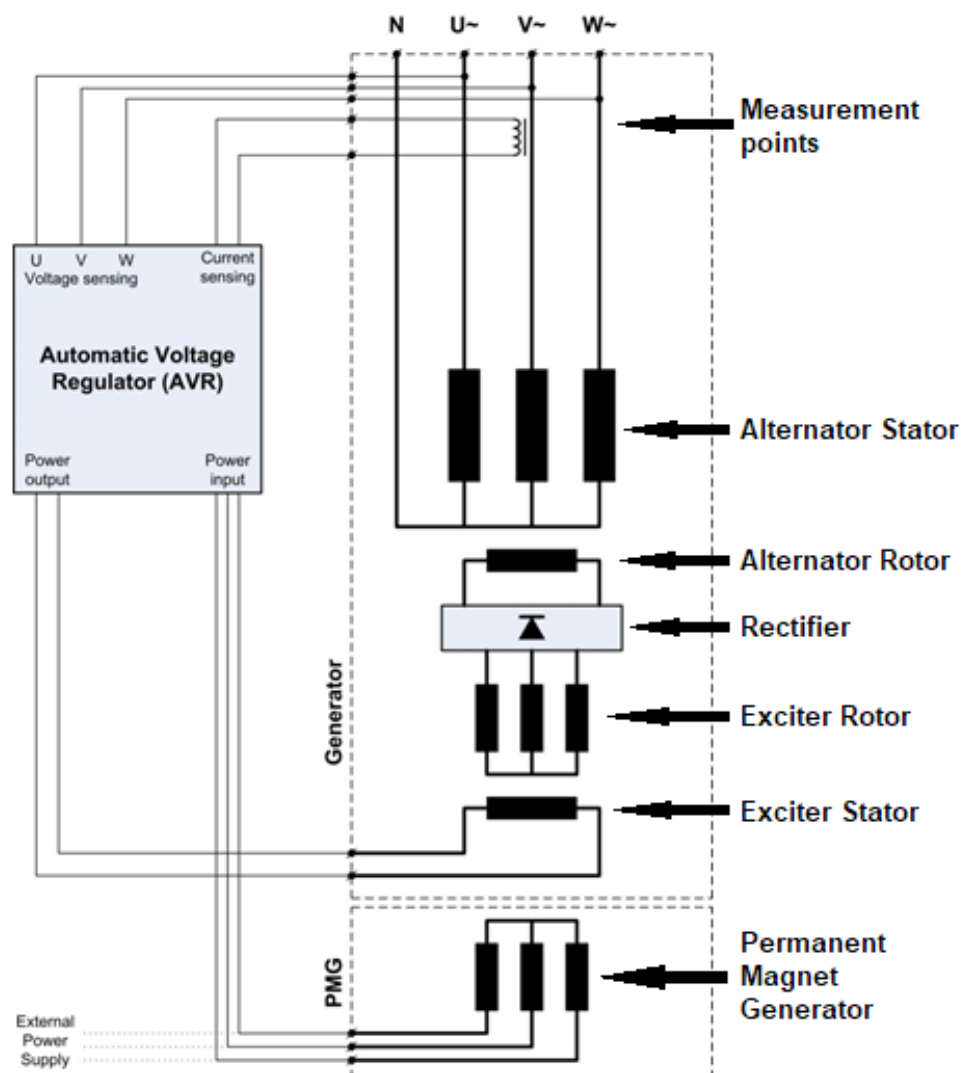 N U~ V~ W~
Measurement
points
U V W
Voltage sensing
Current
sensing
Automatic Voltage
Regulator (AVR)
Power
output
Power
input
Alternator Stator
Alternator Rotor
Rectifier
Generator
Exciter Rotor
Exciter Stator
PMG
Permanent
Magnet
Generator
External
Power
Supply